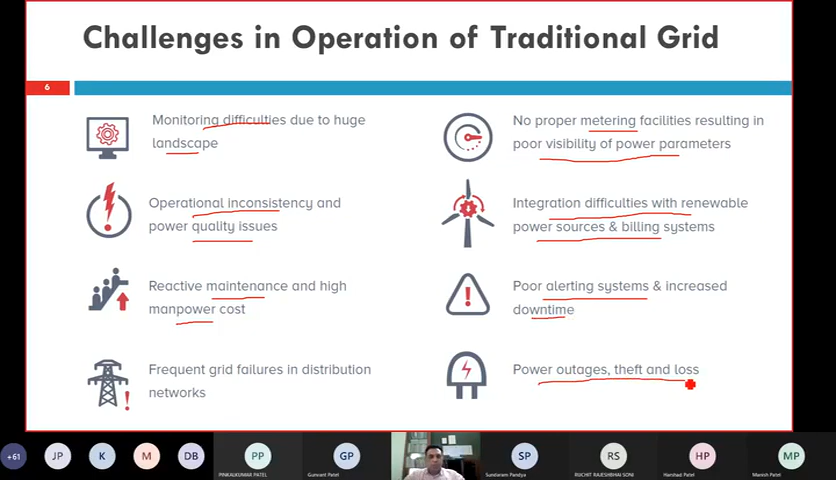 Challenges in Operation of Traditional Grid
6
Monitoring difficulties due to huge
landscape
No proper metering facilities resulting in
poor visibility of power parameters
Operational inconsistency and
power quality issues
Integration difficulties with renewable
power sources & billing systems
Reactive maintenance and high
manpower cost
Poor alerting systems & increased
downtime
Frequent grid failures in distribution
networks
Power outages, theft and loss
+61
JP
K
M
DB
PP
GP
SP
RS
HP
MP
PINKALKUMAR PATEL
Gunvant Patel
Sundaram Pandya
RUCHIT RAJESHBHAI SONI
Harshad Patel
Manish Patel